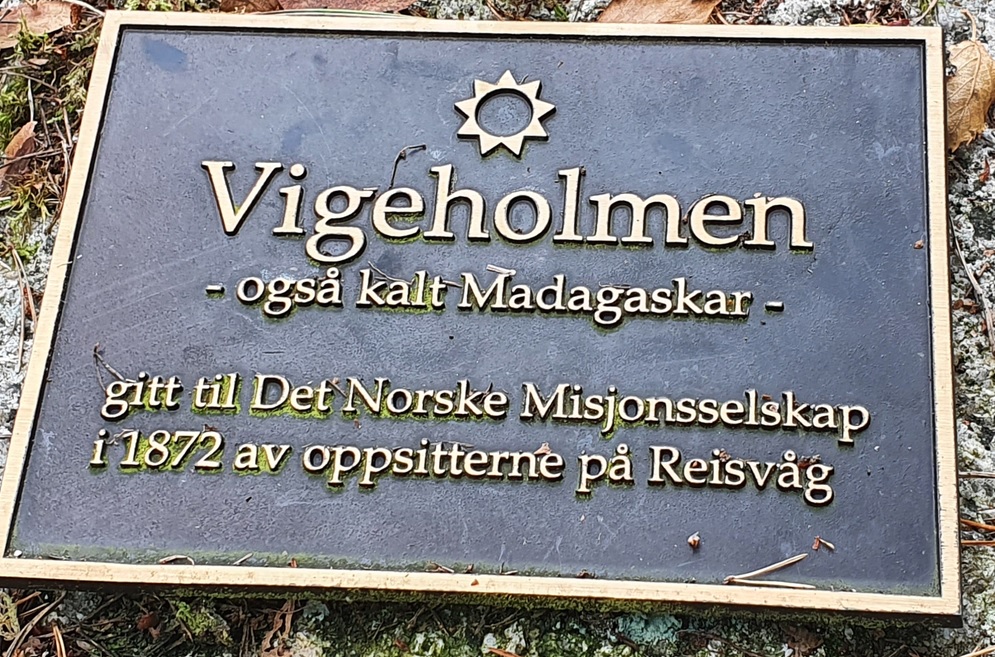 Vigeholmen
- også kalt Madagaskar -
gitt til Det Norske Misjonsselskap
i 1872 av oppsitterne på Reisvåg